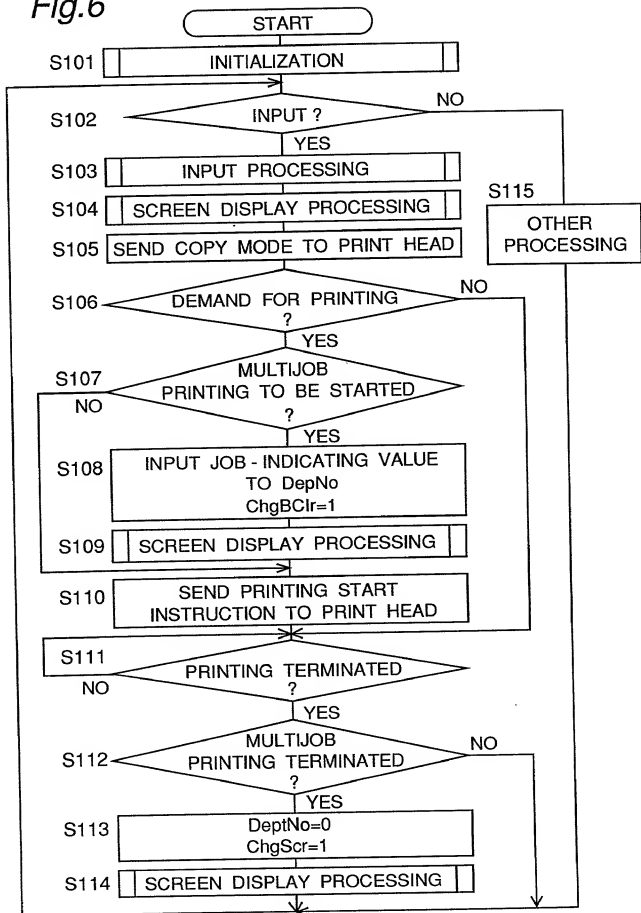 Fig.6
START
S101 INITIALIZATION
S102 INPUT ? NO
YES
S103 INPUT PROCESSING
S104 SCREEN DISPLAY PROCESSING
S115
OTHER
PROCESSING
S105 SEND COPY MODE TO PRINT HEAD
S106 DEMAND FOR PRINTING
?
NO
YES
S107 MULTIJOB
PRINTING TO BE STARTED
?
NO
YES
S108 INPUT JOB - INDICATING VALUE
TO DepNo
ChgBClr=1
S109 SCREEN DISPLAY PROCESSING
S110 SEND PRINTING START
INSTRUCTION TO PRINT HEAD
S111 PRINTING TERMINATED
?
NO
YES
S112 MULTIJOB
PRINTING TERMINATED
?
NO
YES
S113 DeptNo=0
ChgScr=1
S114 SCREEN DISPLAY PROCESSING